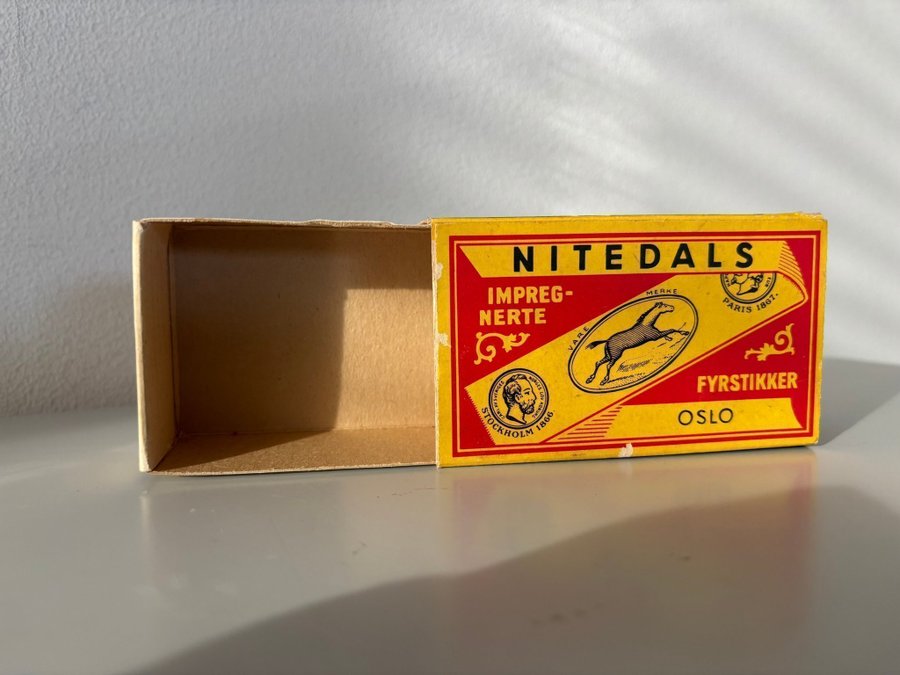 NITEDALS
IMPREG-
NERTE
VARE MERKE
PARIS 1867.
STOCKHOLM 1866
FYRSTIKKER
OSLO